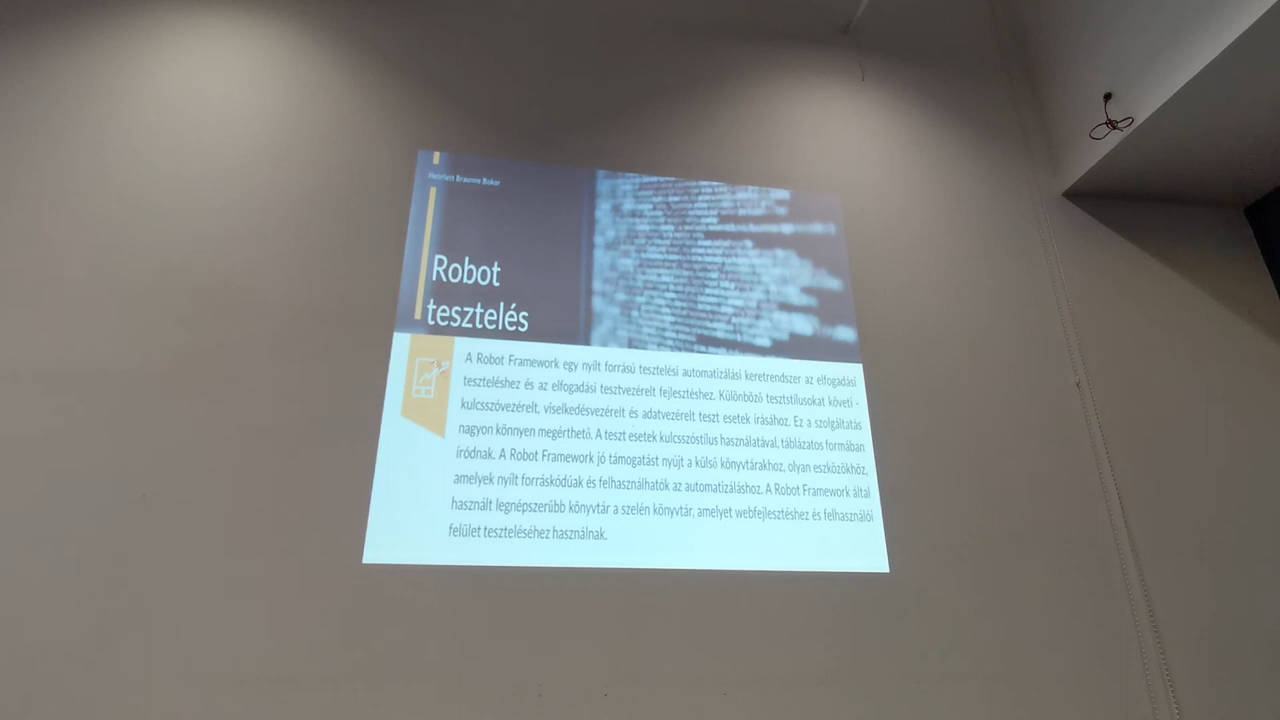 Henriett Braunne Bokor
Robot
tesztelés
A Robot Framework egy nyílt forrású tesztelési automatizálási keretrendszer az elfogadási
teszteléshez és az elfogadási tesztvezérelt fejlesztéshez. Különböző tesztstílusokat követi -
kulcsszóvezérelt, viselkedésvezérelt és adatvezérelt teszt esetek írásához. Ez a szolgáltatás
nagyon könnyen megérthető. A teszt esetek kulcsszóstílus használatával, táblázatos formában
íródnak. A Robot Framework jó támogatást nyújt a külső könyvtárakhoz, olyan eszközökhöz,
amelyek nyílt forráskódúak és felhasználhatók az automatizáláshoz. A Robot Framework által
használt legnépszerűbb könyvtár a szelén könyvtár, amelyet webfejlesztéshez és felhasználói
felület teszteléséhez használnak.